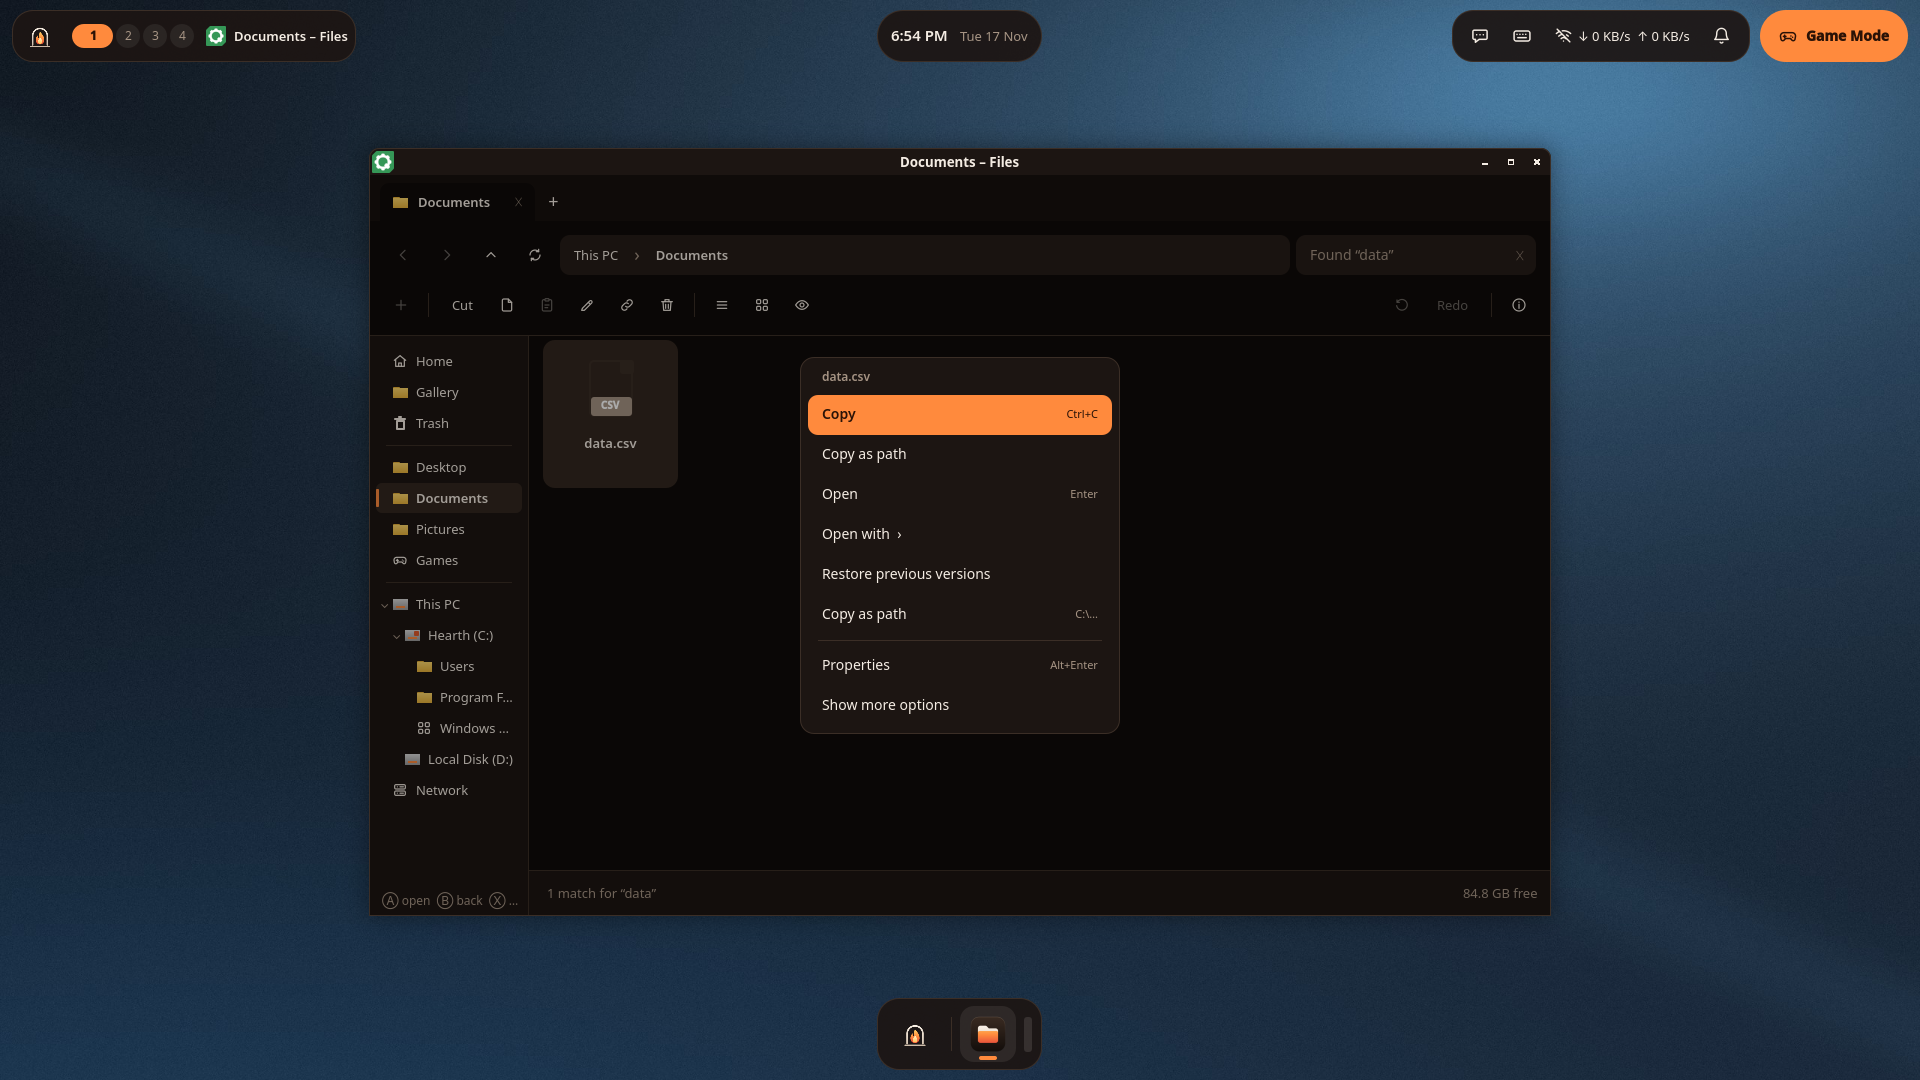 1 2 3 4 Documents – Files
6:54 PM Tue 17 Nov
↓ 0 KB/s ↑ 0 KB/s
Game Mode
Documents – Files
Documents X +
This PC › Documents
Found “data” X
Cut
Redo
Home
Gallery
Trash
Desktop
Documents
Pictures
Games
This PC
Hearth (C:)
Users
Program F...
Windows ...
Local Disk (D:)
Network
A open B back X ...
CSV
data.csv
data.csv
Copy Ctrl+C
Copy as path
Open Enter
Open with ›
Restore previous versions
Copy as path C:\...
Properties Alt+Enter
Show more options
1 match for “data”
84.8 GB free